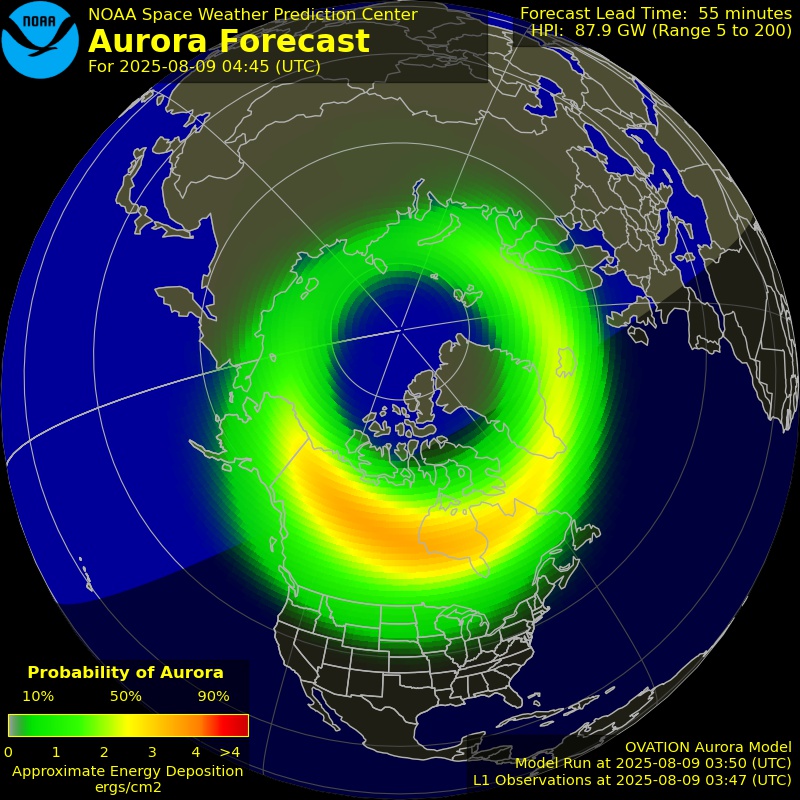 NOAA
NOAA Space Weather Prediction Center
Aurora Forecast
For 2025-08-09 04:45 (UTC)
Forecast Lead Time: 55 minutes
HPI: 87.9 GW (Range 5 to 200)
Probability of Aurora
10% 50% 90%
0 1 2 3 4 >4
Approximate Energy Deposition
ergs/cm2
OVATION Aurora Model
Model Run at 2025-08-09 03:50 (UTC)
L1 Observations at 2025-08-09 03:47 (UTC)